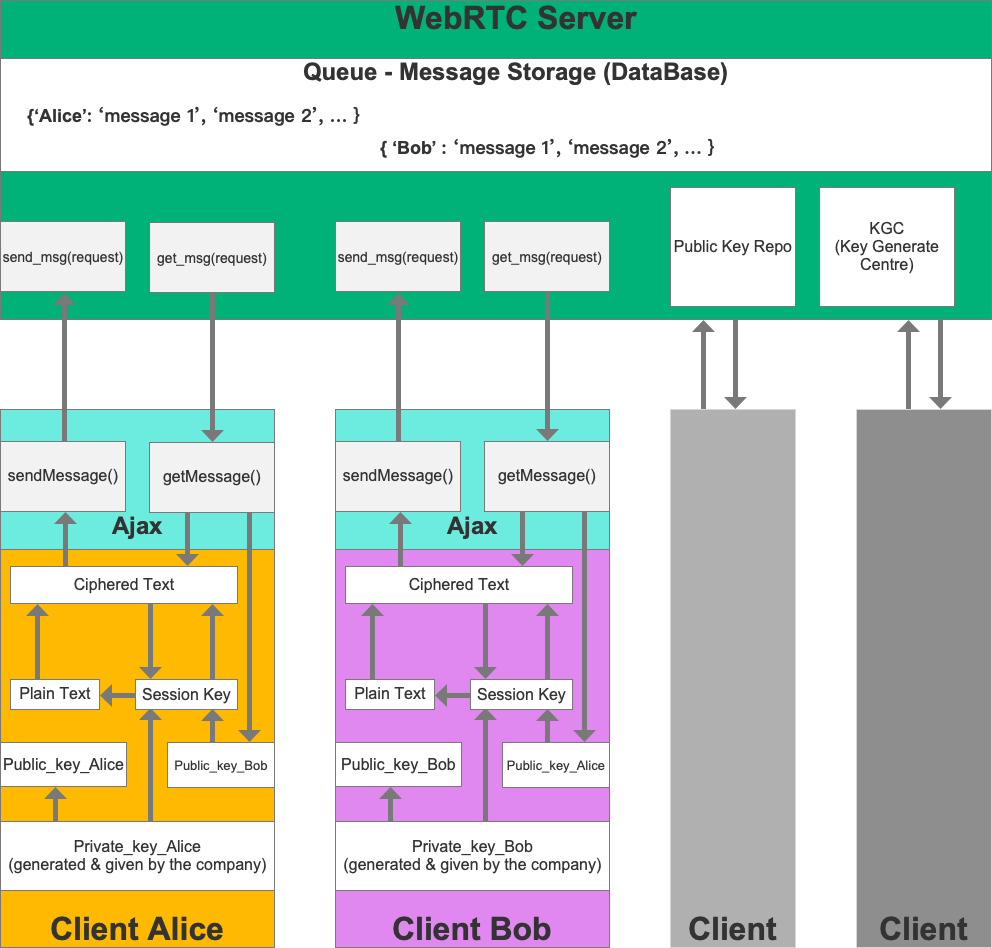 WebRTC Server
Queue - Message Storage (DataBase)
{‘Alice’: ‘message 1’, ‘message 2’, ... }
{ ‘Bob’ : ‘message 1’, ‘message 2’, ... }
send_msg(request)
get_msg(request)
send_msg(request)
get_msg(request)
Public Key Repo
KGC
(Key Generate
Centre)
sendMessage()
getMessage()
sendMessage()
getMessage()
Ajax
Ajax
Ciphered Text
Ciphered Text
Plain Text
Session Key
Plain Text
Session Key
Public_key_Alice
Public_key_Bob
Public_key_Bob
Public_key_Alice
Private_key_Alice
(generated & given by the company)
Private_key_Bob
(generated & given by the company)
Client Alice
Client Bob
Client
Client